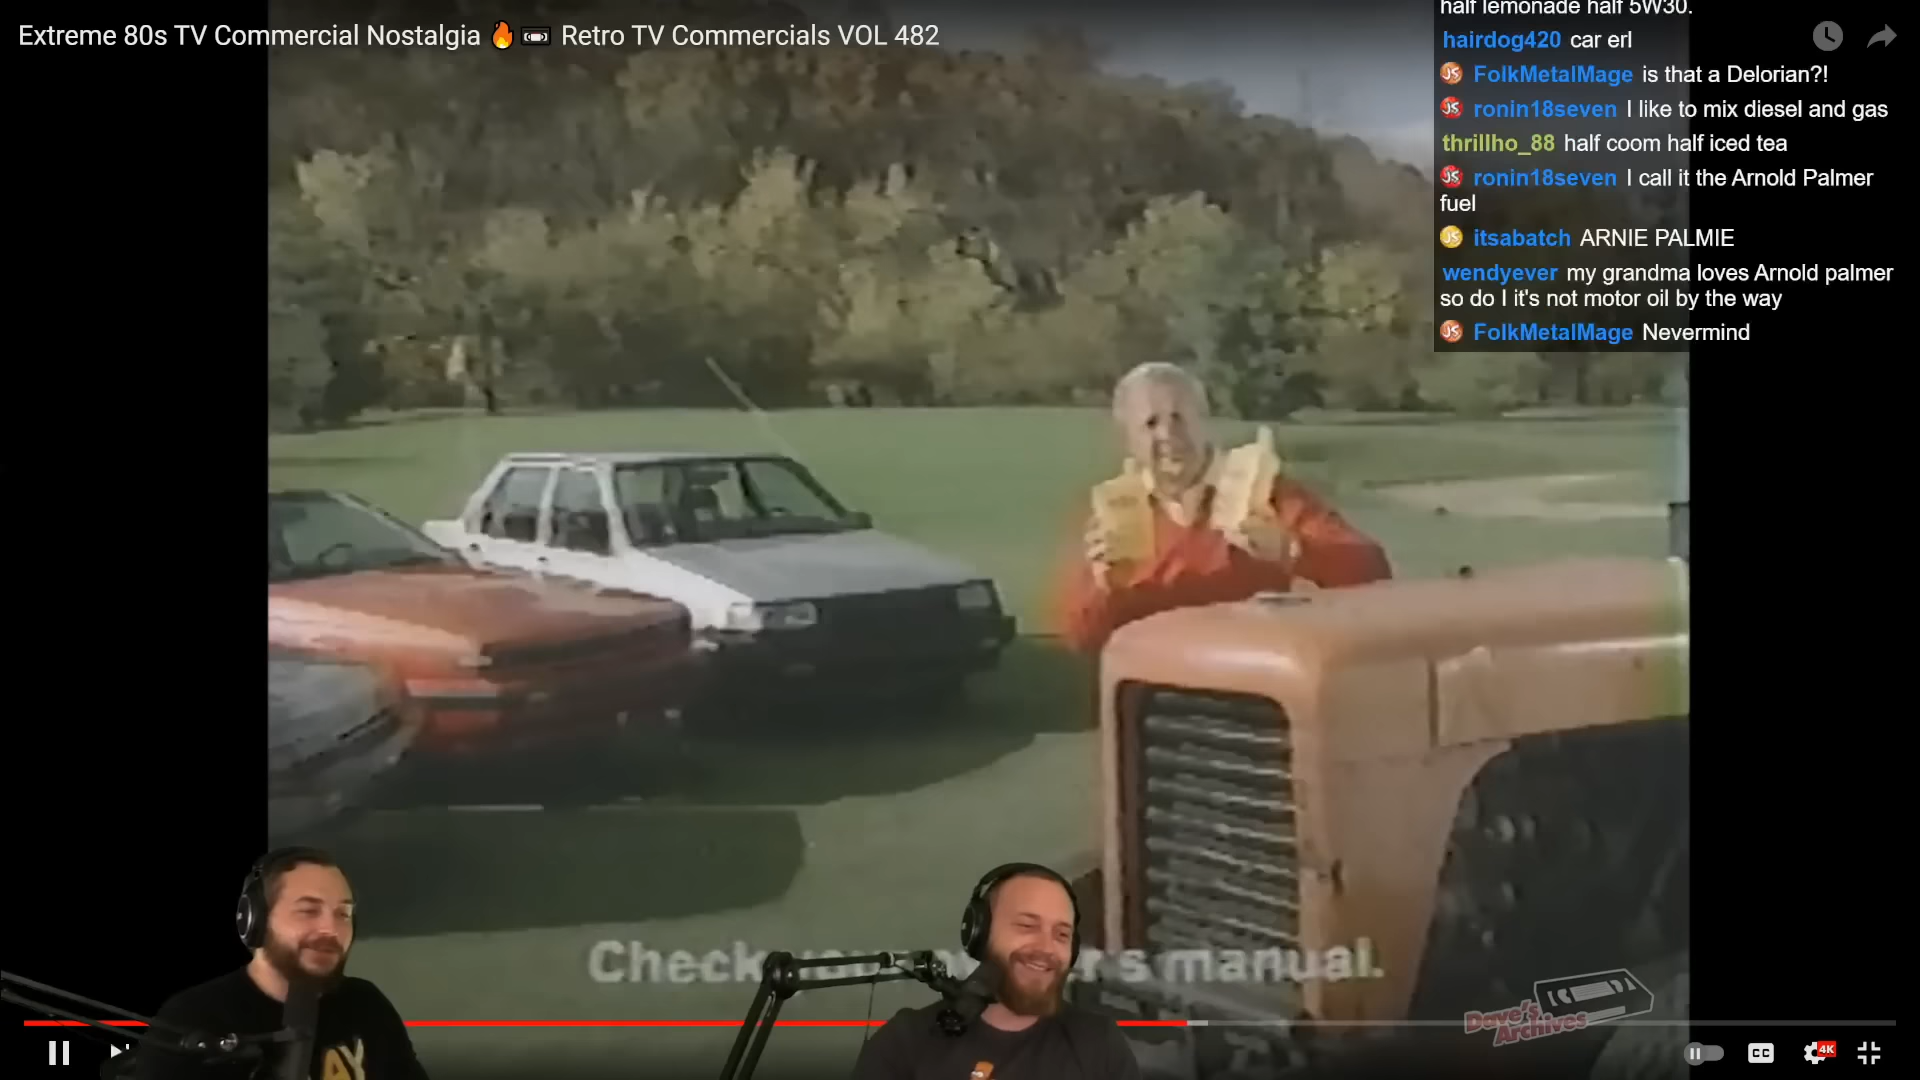 Extreme 80s TV Commercial Nostalgia 🔥📼 Retro TV Commercials VOL 482
half lemonade half 5W30.
hairdog420 car erl
FolkMetalMage is that a Delorian?!
ronin18seven I like to mix diesel and gas
thrillho_88 half coom half iced tea
ronin18seven I call it the Arnold Palmer
fuel
itsabatch ARNIE PALMIE
wendyever my grandma loves Arnold palmer
so do I it's not motor oil by the way
FolkMetalMage Nevermind
Check manual.
Dave's
Archives
CC
4K